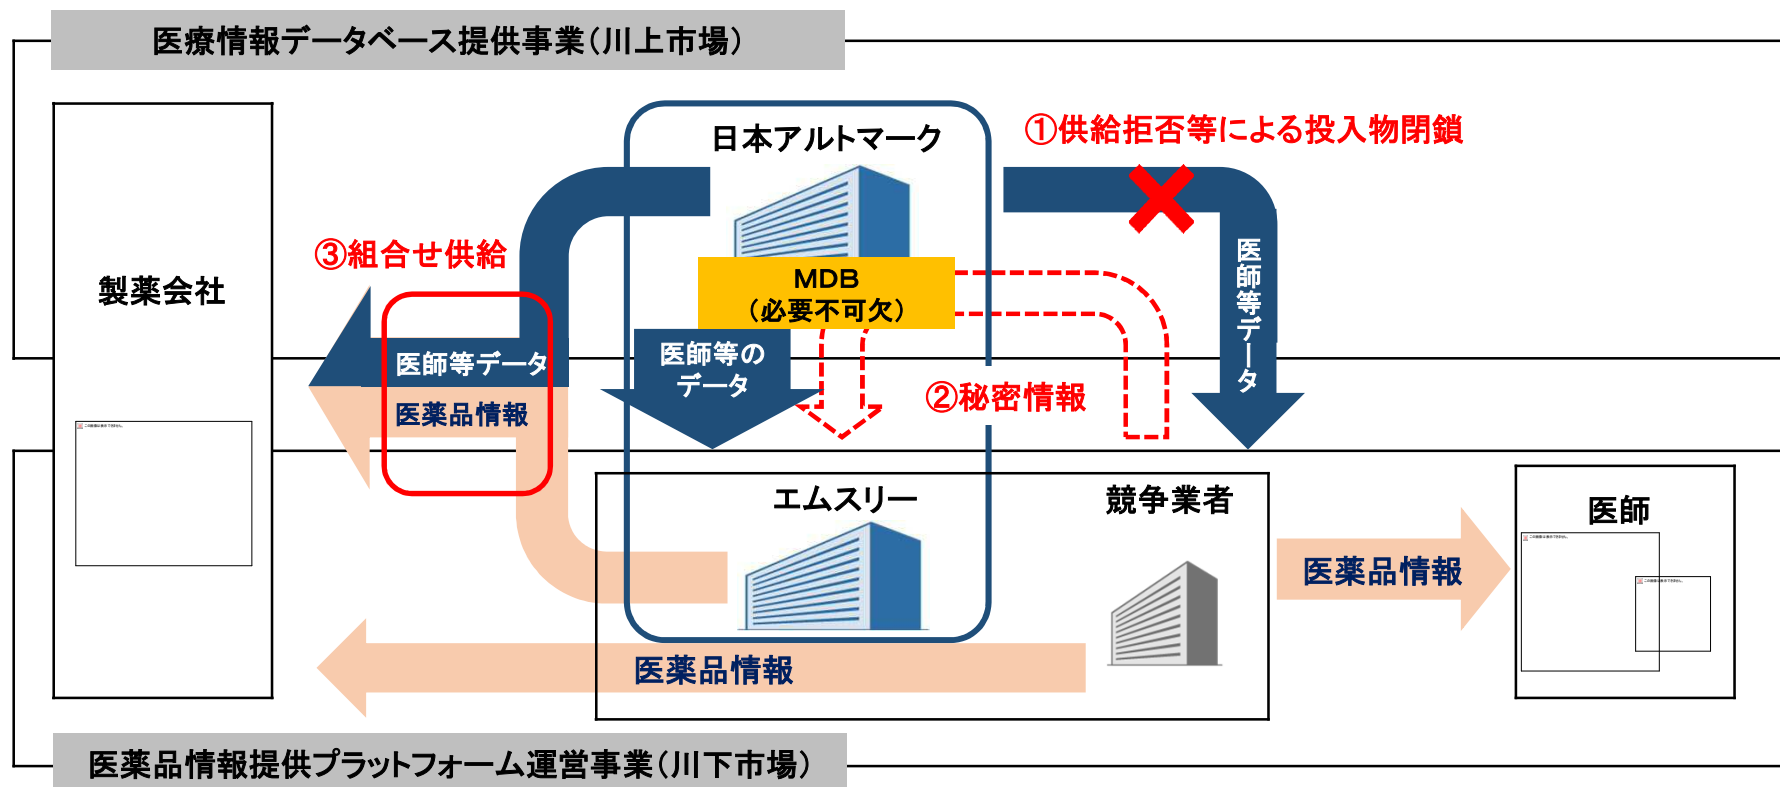 医療情報データベース提供事業（川上市場）
日本アルトマーク
①供給拒否等による投入物閉鎖
③組合せ供給
製薬会社
MDB
（必要不可欠）
医師等データ
医師等データ
医師等の
データ
②秘密情報
医薬品情報
エムスリー
競争業者
医師
医薬品情報
医薬品情報
医薬品情報提供プラットフォーム運営事業（川下市場）